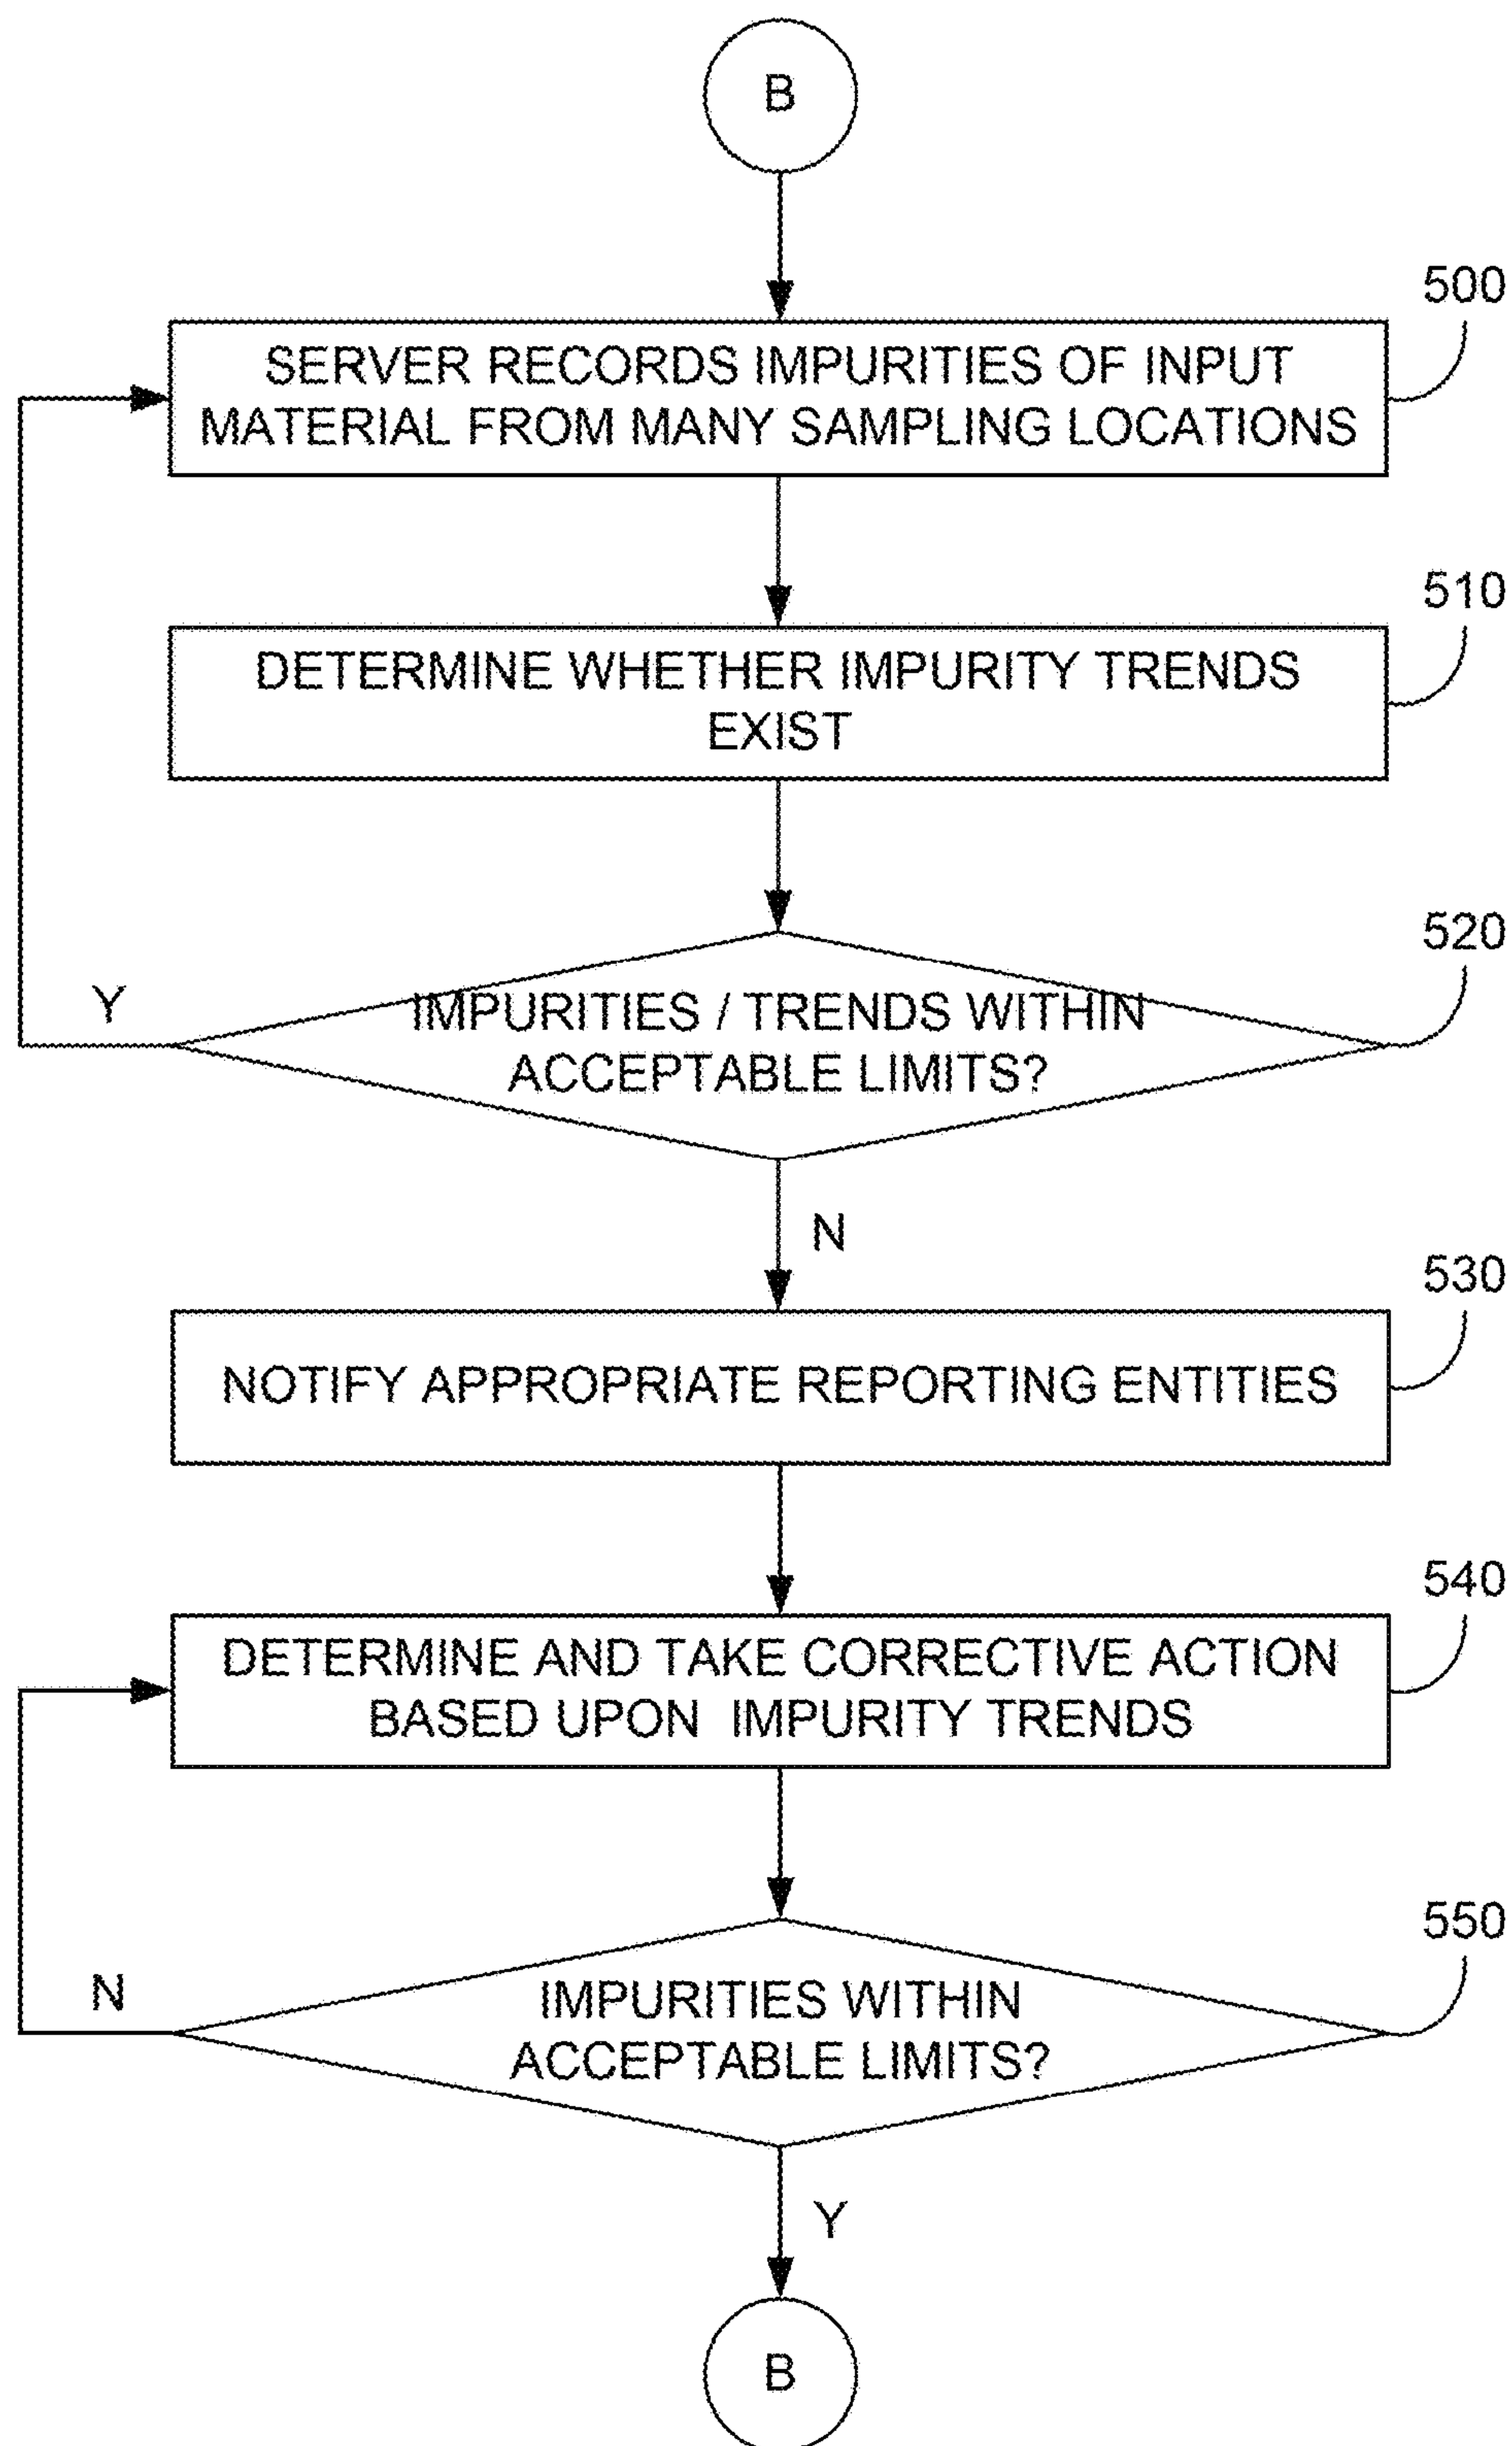 B
500
SERVER RECORDS IMPURITIES OF INPUT
MATERIAL FROM MANY SAMPLING LOCATIONS
510
DETERMINE WHETHER IMPURITY TRENDS
EXIST
520
Y
IMPURITIES / TRENDS WITHIN
ACCEPTABLE LIMITS?
N
530
NOTIFY APPROPRIATE REPORTING ENTITIES
540
DETERMINE AND TAKE CORRECTIVE ACTION
BASED UPON IMPURITY TRENDS
550
N
IMPURITIES WITHIN
ACCEPTABLE LIMITS?
Y
B